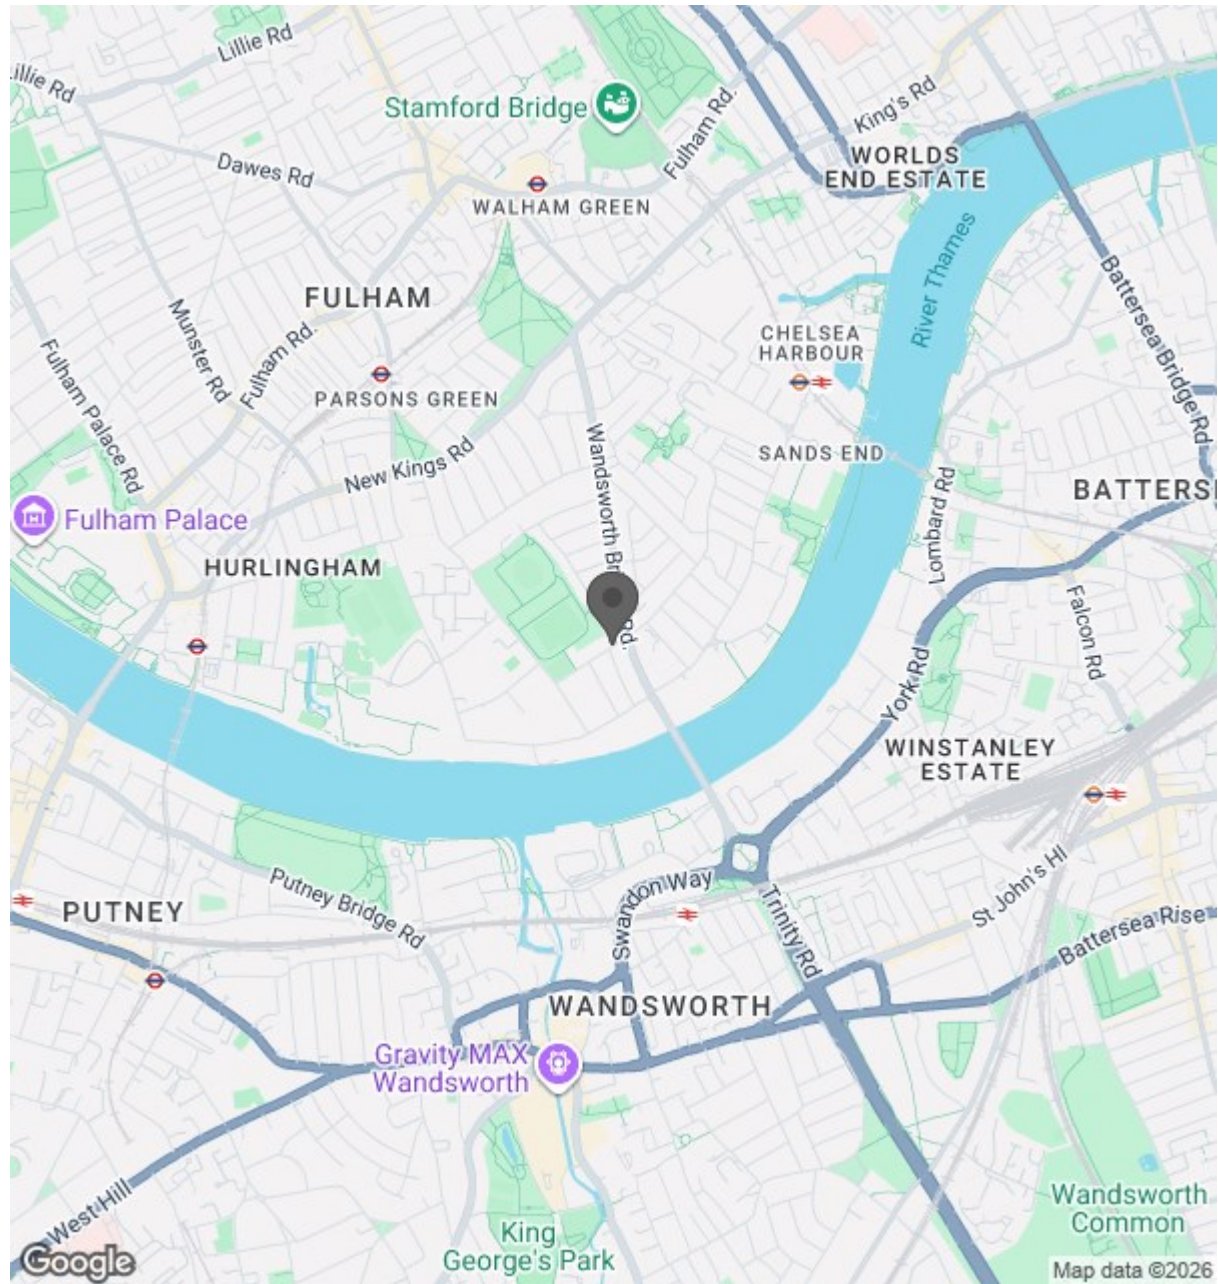 Lillie Rd
Lillie Rd
Stamford Bridge
Fulham Rd.
King's Rd
WORLDS
END ESTATE
Dawes Rd
WALHAM GREEN
River Thames
FULHAM
Munster Rd
Fulham Rd.
Battersea Bridge Rd
Fulham Palace Rd
CHELSEA
HARBOUR
PARSONS GREEN
New Kings Rd
Wandsworth Br Rd.
SANDS END
Lombard Rd
BATTERSE
Fulham Palace
HURLINGHAM
Falcon Rd
York Rd
WINSTANLEY
ESTATE
Putney Bridge Rd
PUTNEY
Swandon Way
Trinity Rd
St John's Hl
Battersea Rise
WANDSWORTH
Gravity MAX
Wandsworth
West Hill
King
George's Park
Wandsworth
Common
Google
Map data ©2026